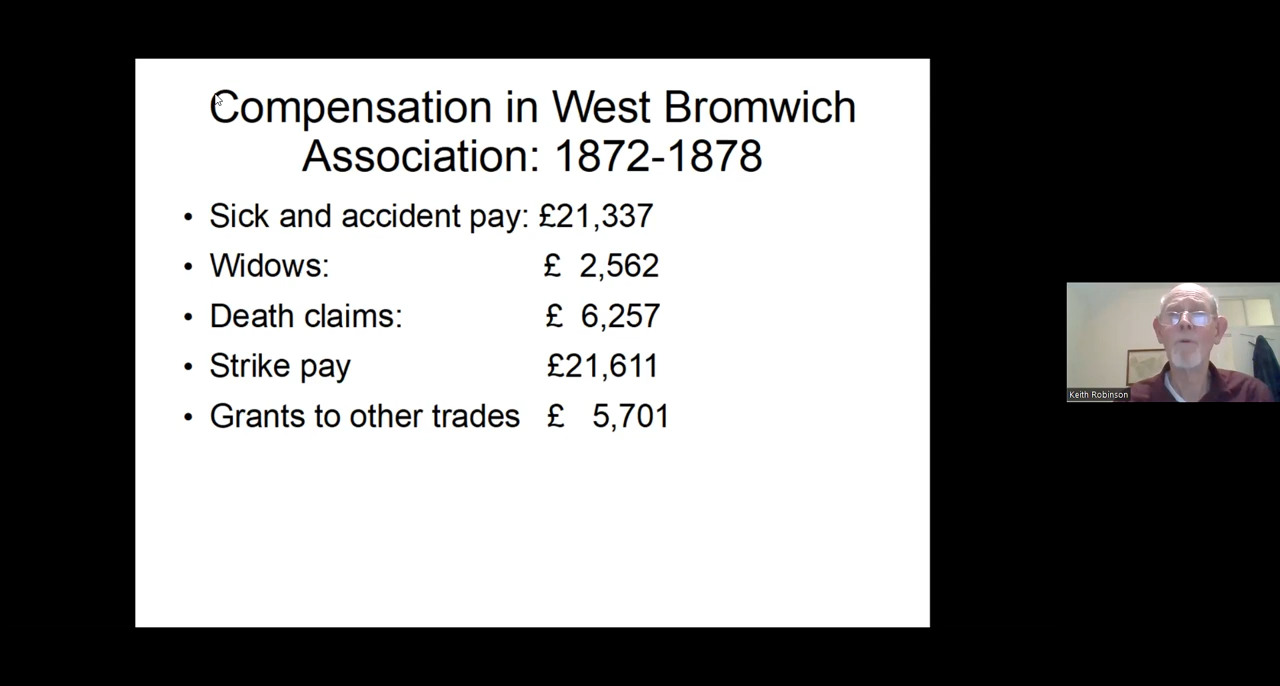 Compensation in West Bromwich
Association: 1872-1878
• Sick and accident pay: £21,337
• Widows: £ 2,562
• Death claims: £ 6,257
• Strike pay £21,611
• Grants to other trades £ 5,701
Keith Robinson